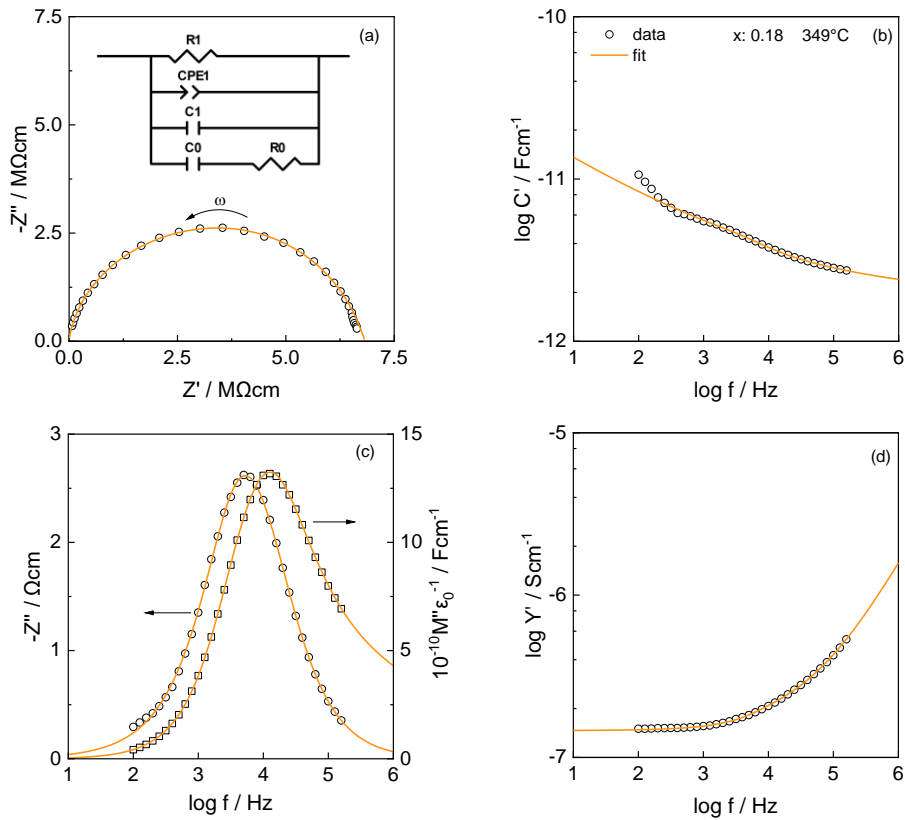 (a)
-Z'' / MΩcm
7.5
5.0
2.5
0.0
R1
CPE1
C1
C0
R0
ω
0.0 2.5 5.0 7.5
Z' / MΩcm
(b)
data
fit
x: 0.18 349°C
log C' / Fcm⁻¹
-10
-11
-12
1 2 3 4 5 6
log f / Hz
(c)
-Z'' / Ωcm
3
2
1
0
15
10
5
0
10⁻¹⁰M''ε₀⁻¹ / Fcm⁻¹
1 2 3 4 5 6
log f / Hz
(d)
log Y' / Scm⁻¹
-5
-6
-7
1 2 3 4 5 6
log f / Hz